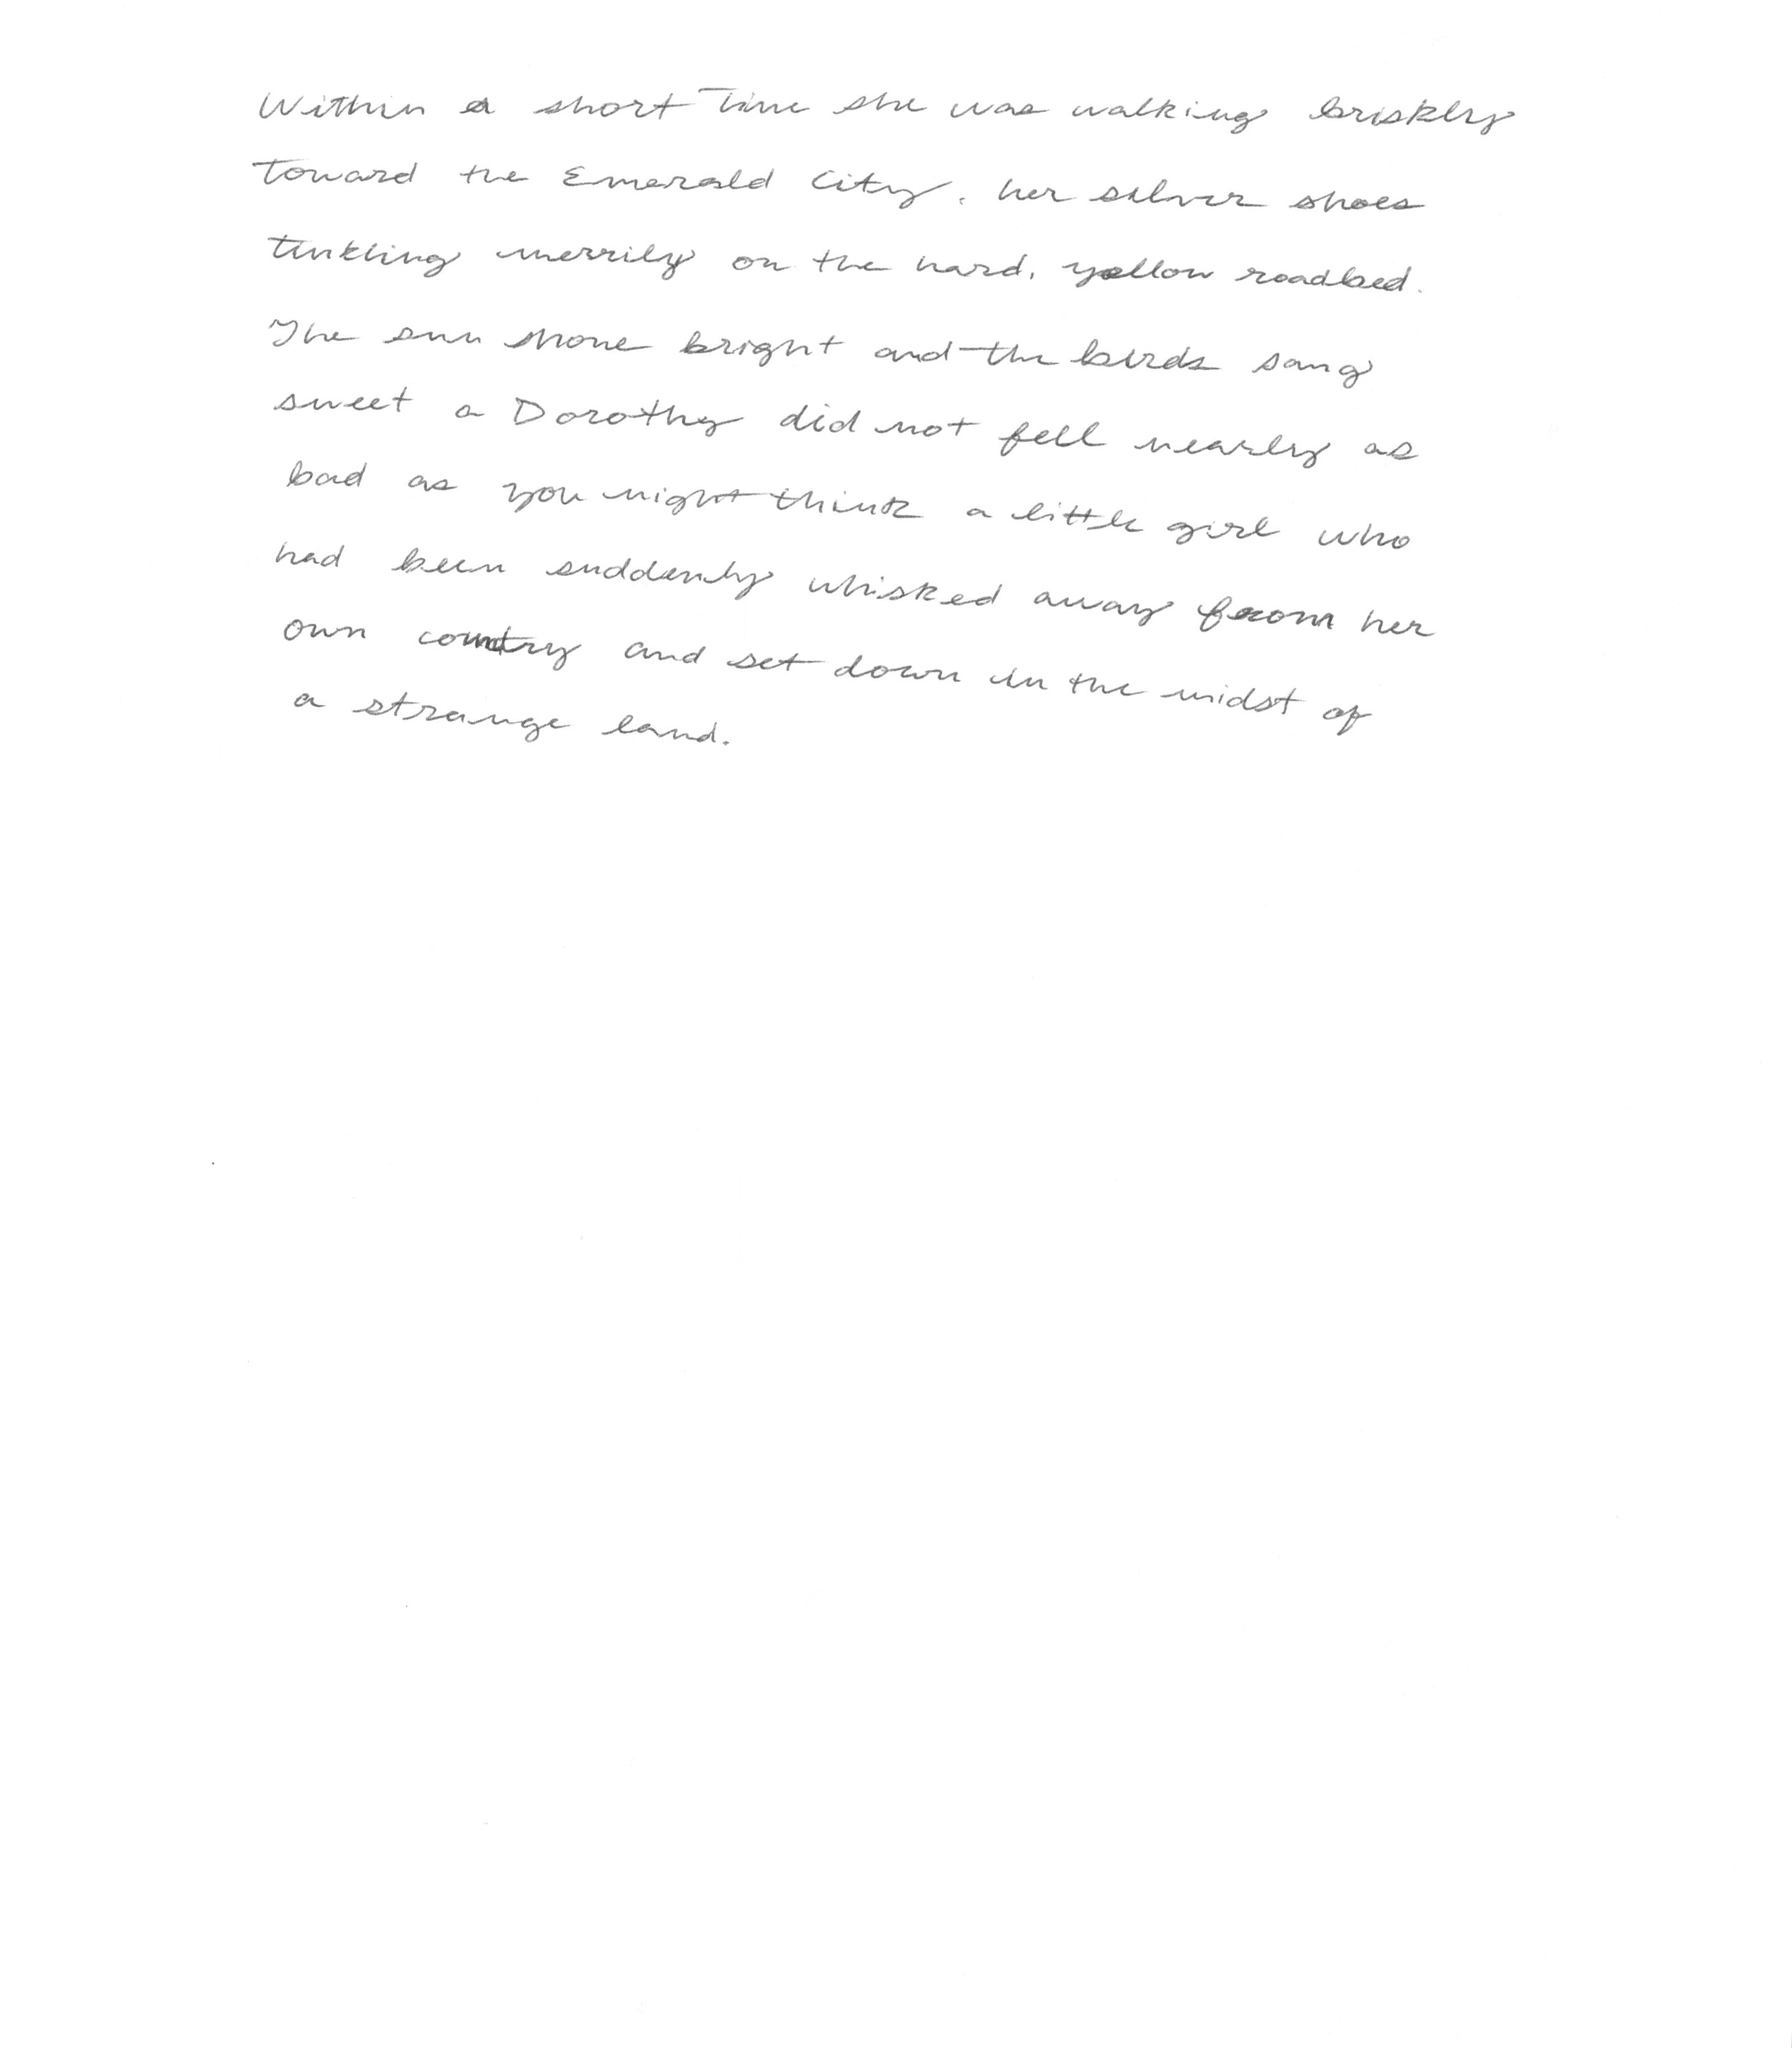 Within a short time she was walking briskly
toward the Emerald City, her silver shoes
tinkling merrily on the hard, yellow roadbed.
The sun shone bright and the birds sang
sweet a Dorothy did not fell nearly as
bad as you might think a little girl who
had been suddenly whisked away from her
own country and set down in the midst of
a strange land.